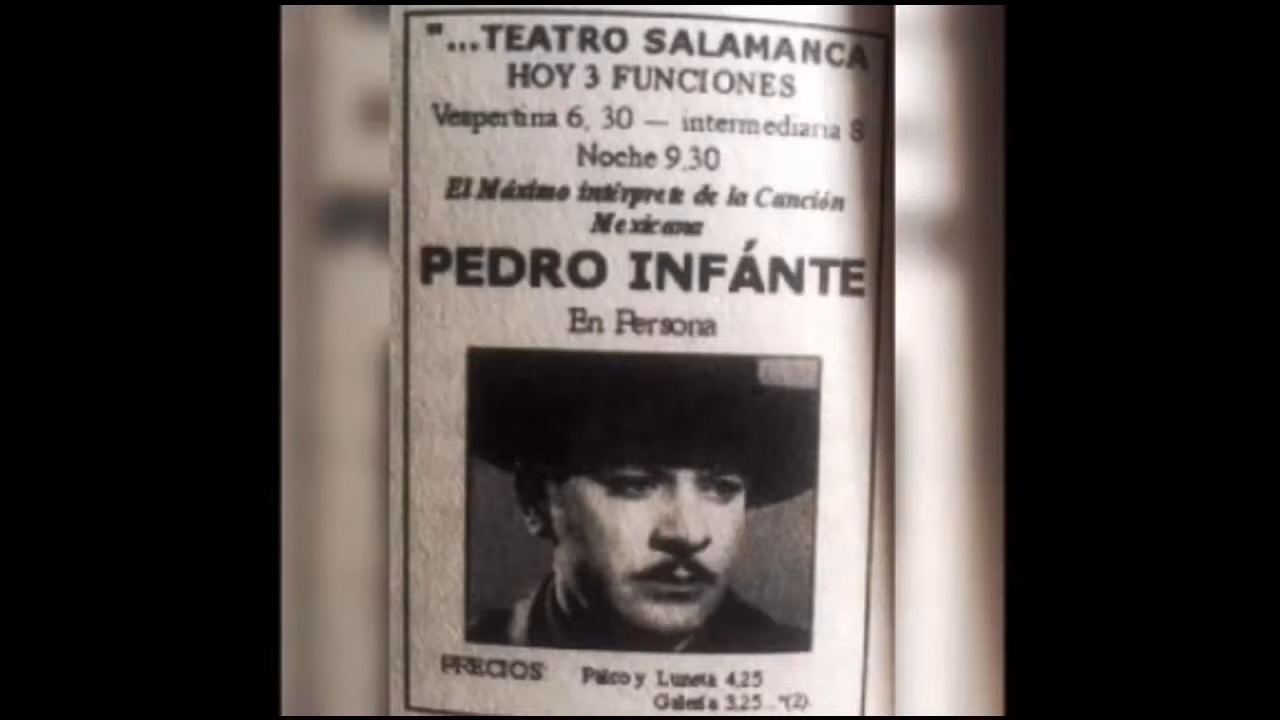 "...TEATRO SALAMANCA
HOY 3 FUNCIONES
Vespertina 6, 30 — intermediaria 8
Noche 9.30
El Máximo intérprete de la Canción
Mexicana
PEDRO INFÁNTE
En Persona
PRECIOS: Palco y Luneta 4,25
Galería 3,25..."(2).